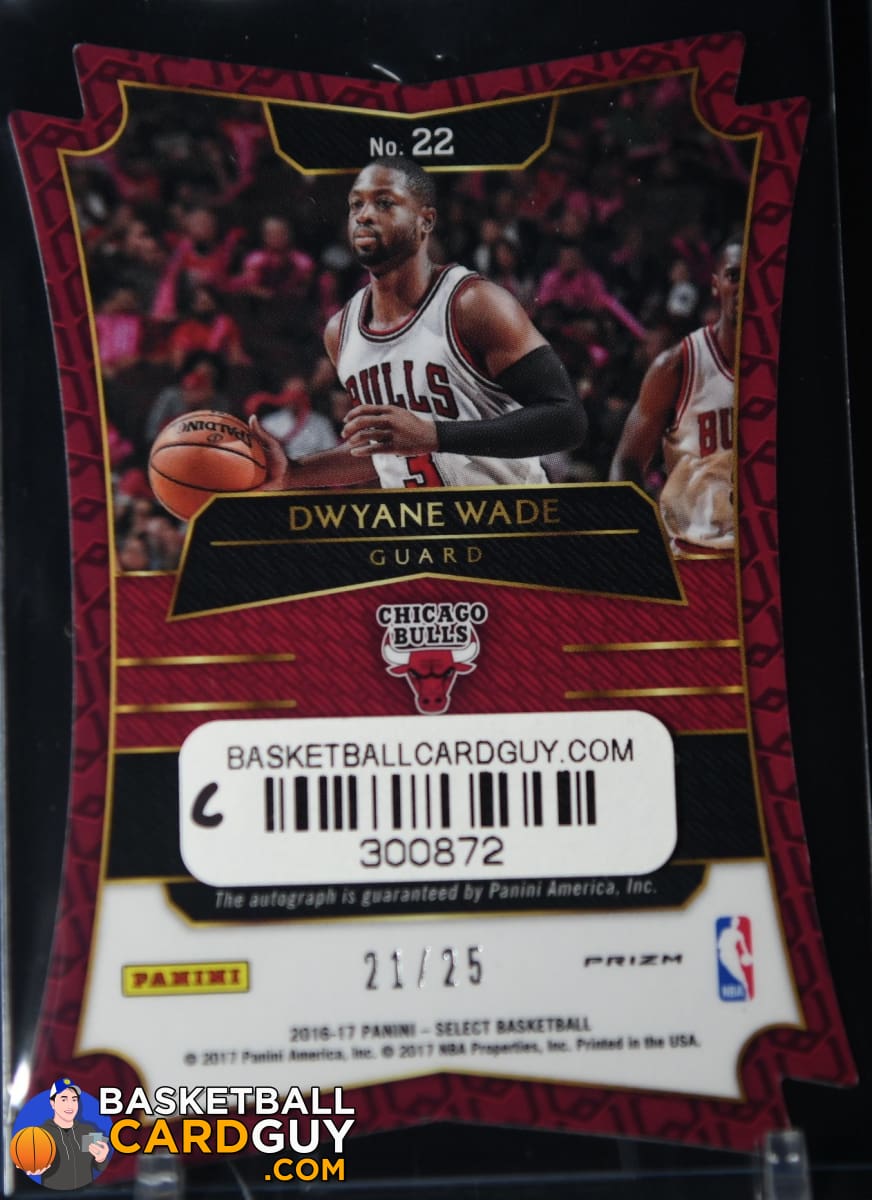 No. 22
SPALDING
BULLS
3
BU
DWYANE WADE
GUARD
CHICAGO
BULLS
BASKETBALLCARDGUY.COM
C
300872
The autograph is guaranteed by Panini America, Inc.
PANINI
21/25
PRIZM
NBA
2016-17 PANINI – SELECT BASKETBALL
© 2017 Panini America, Inc. © 2017 NBA Properties, Inc. Printed in the USA.
BASKETBALL
CARDGUY
.COM